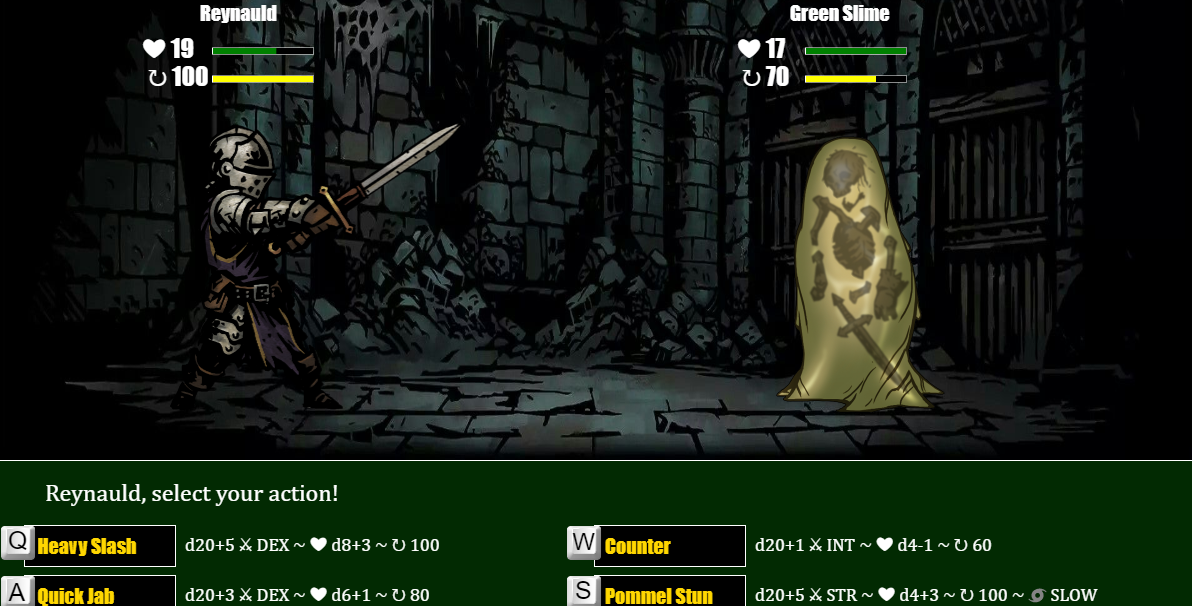 Reynauld
Green Slime
19
17
100
70
Reynauld, select your action!
Q Heavy Slash d20+5 ⚔ DEX ~ ♥ d8+3 ~ ↻ 100
W Counter d20+1 ⚔ INT ~ ♥ d4-1 ~ ↻ 60
A Quick Jab d20+3 ⚔ DEX ~ ♥ d6+1 ~ ↻ 80
S Pommel Stun d20+5 ⚔ STR ~ ♥ d4+3 ~ ↻ 100 ~ 🌀 SLOW